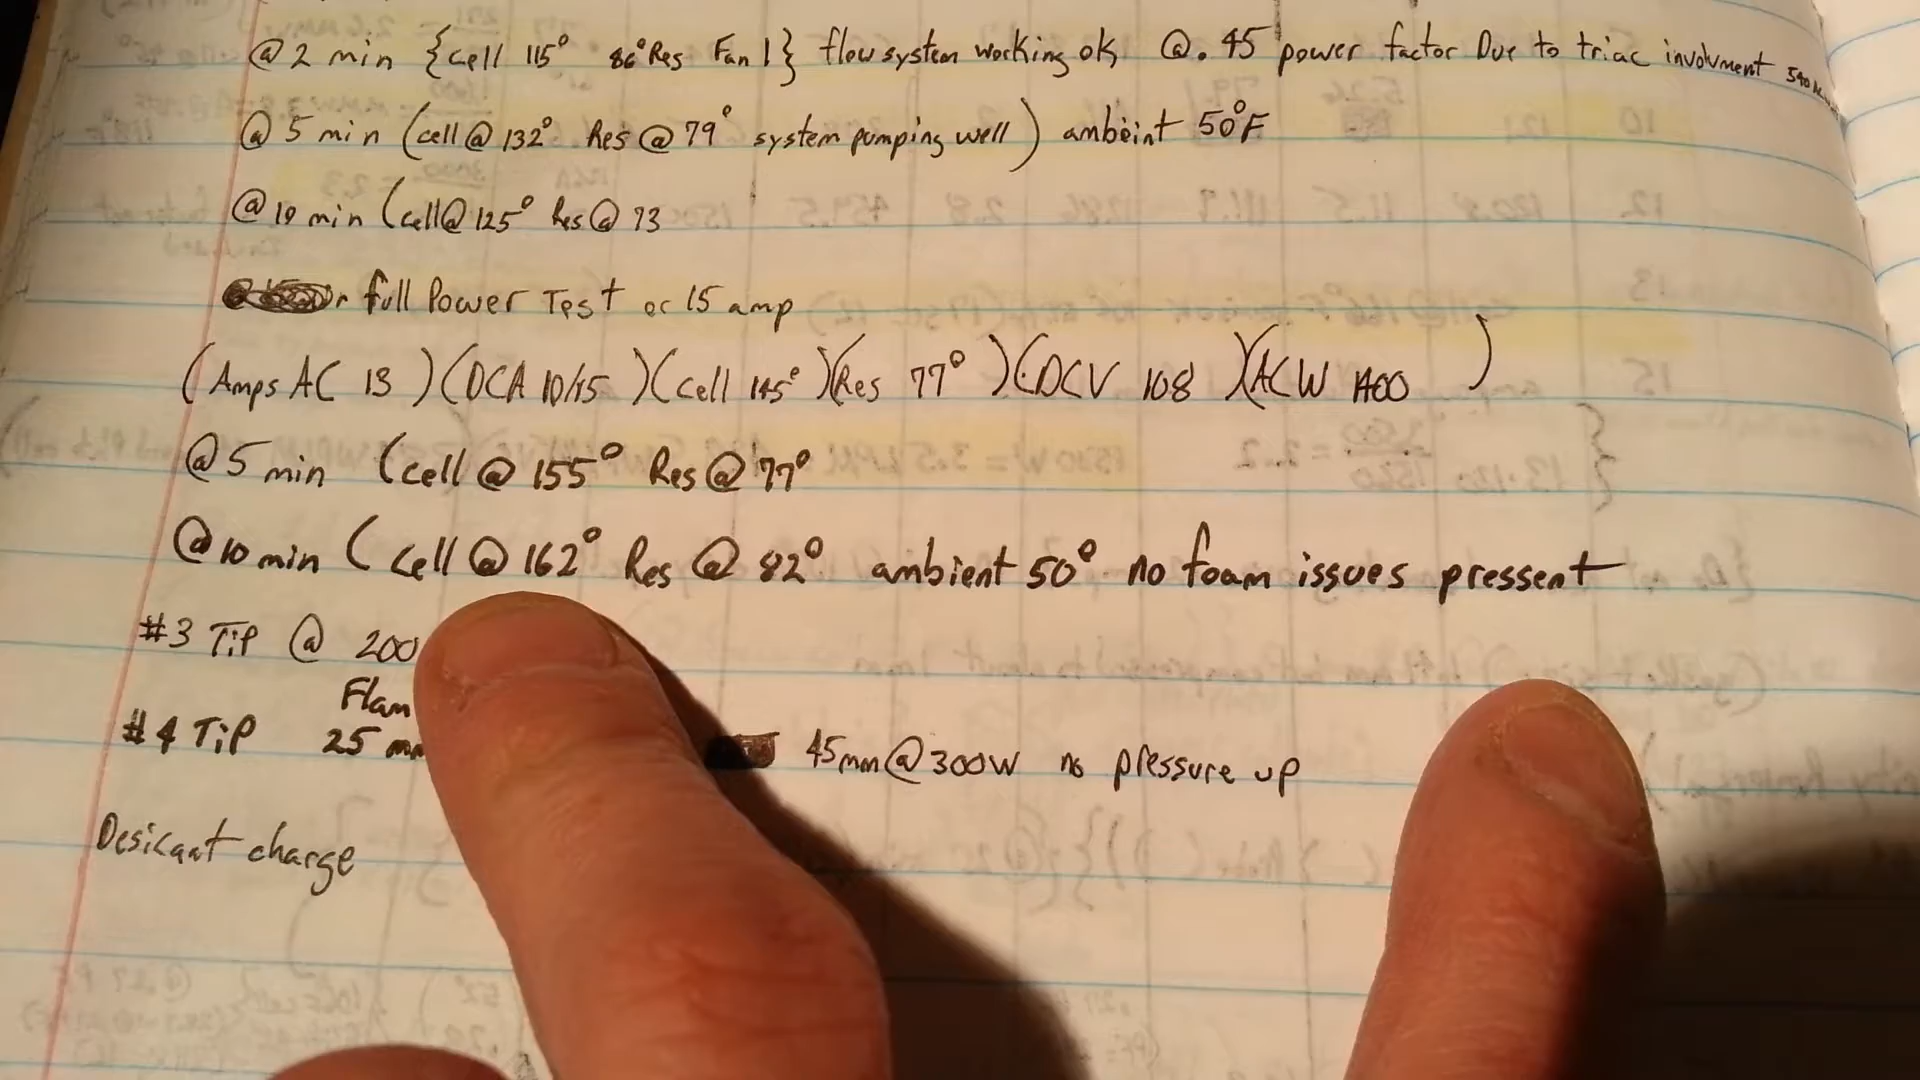 @ 2 min {cell 115° 86° Res Fan 1} flow system working ok @ .45 power factor Due to triac involvment
@ 5 min (cell @ 132° Res @ 79° system pumping well) ambeint 50°F
@ 10 min (cell @ 125° Res @ 73
full Power Test or 15 amp
(Amps AC 13) (DCA 10/15) (cell 145°) (Res 77°) (DCV 108) (ACW 1400)
@ 5 min (cell @ 155° Res @ 77°
@ 10 min (cell @ 162° Res @ 82° ambient 50° no foam issues pressent
#3 Tip @ 200
Flam
#4 Tip 25 mm 45mm @ 300W no pressure up
Desicant charge